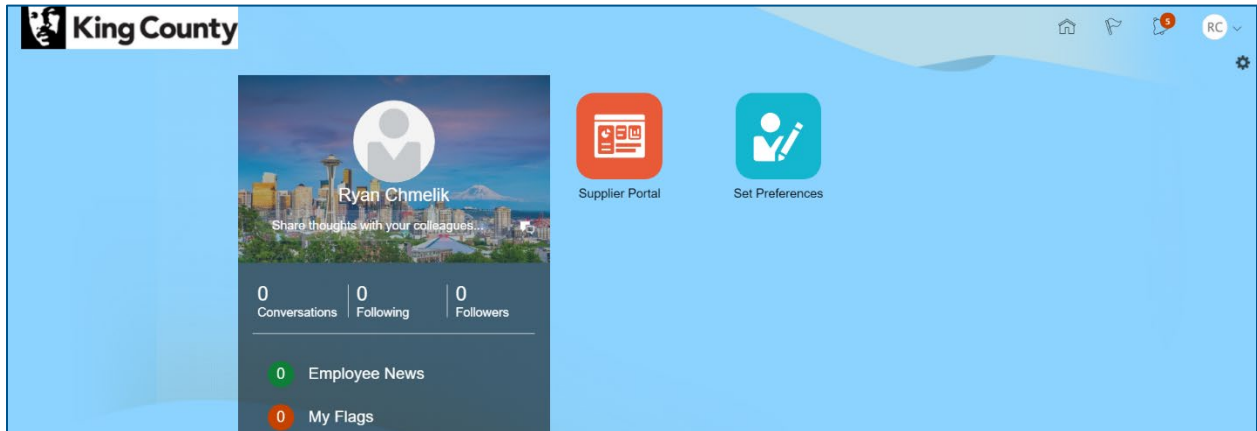 King County
5
RC
Ryan Chmelik
Share thoughts with your colleagues...
Supplier Portal
Set Preferences
0 0 0
Conversations Following Followers
0 Employee News
0 My Flags